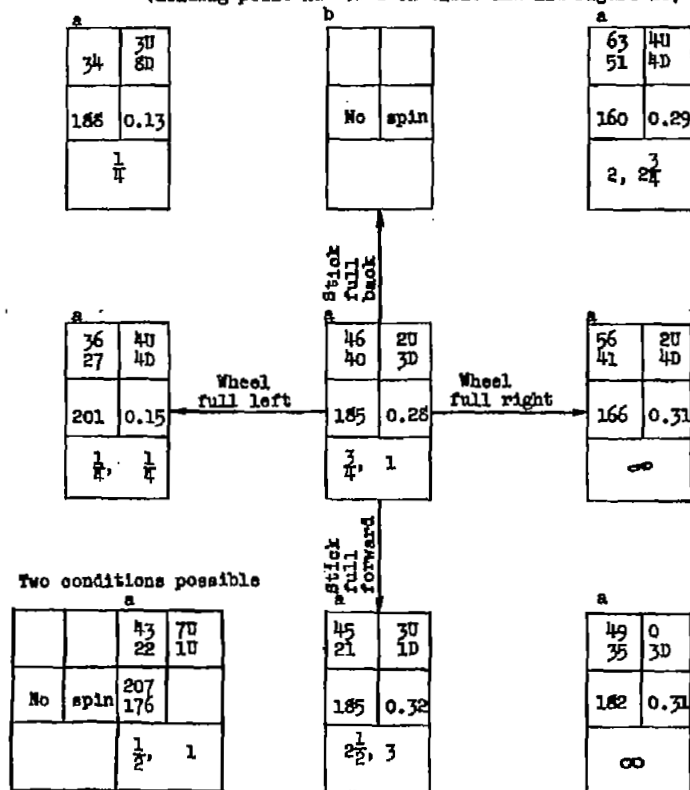 a
34 3U
8D
188 0.13
1/4
b
No spin
a
63 4U
51 4D
160 0.29
2, 2 3/4
Stick
full
back
a
36 4U
27 4D
201 0.15
1/4, 1/4
Wheel
full left
a
46 2U
40 3D
185 0.28
3/4, 1
Wheel
full right
56 2U
41 4D
166 0.31
∞
Stick
full
forward
Two conditions possible
a
43 7U
22 1U
No spin 207
176
1/2, 1
a
45 3U
21 1D
185 0.32
2 1/2, 3
a
49 0
35 3D
182 0.31
∞